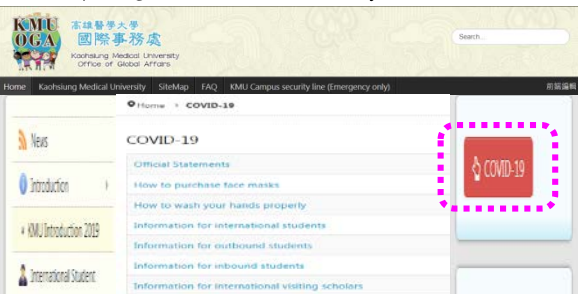 KMU
OGA
高雄醫學大學
國際事務處
Kaohsiung Medical University
Office of Global Affairs
Search...
Home Kaohsiung Medical University SiteMap FAQ KMU Campus security line (Emergency only) 前端編輯
Home > COVID-19
News
Introduction
KMU Introduction 2019
International Student
COVID-19
Official Statements
How to purchase face masks
How to wash your hands properly
Information for international students
Information for outbound students
Information for inbound students
Information for international visiting scholars
COVID-19